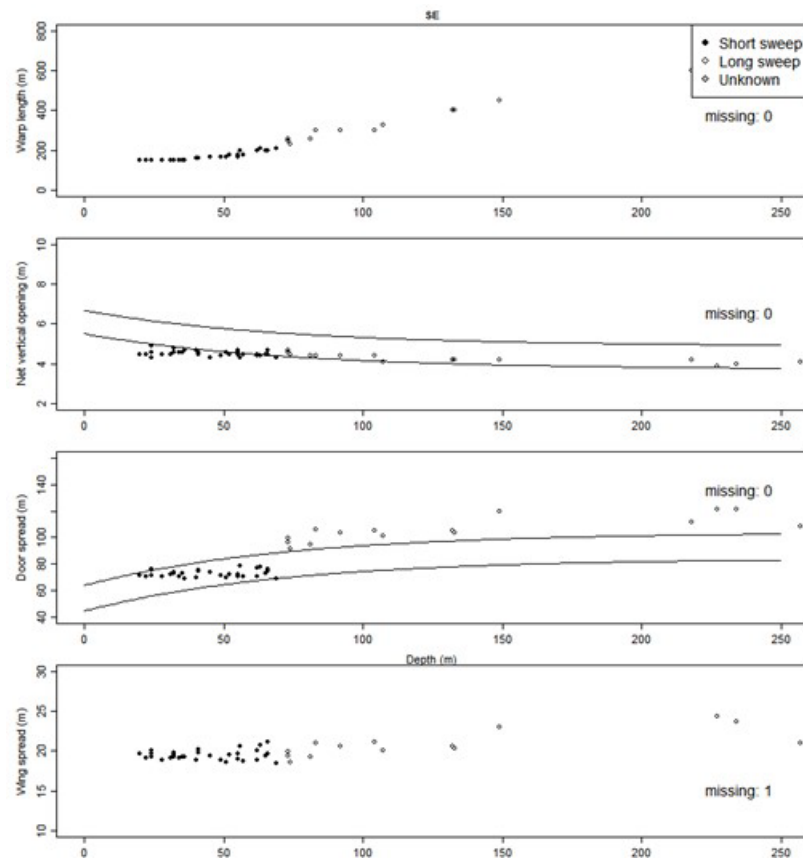 SE
Warp length (m)
0 200 400 600 800
Short sweep
Long sweep
Unknown
missing: 0
0 50 100 150 200 250
Net vertical opening (m)
2 4 6 8 10
missing: 0
0 50 100 150 200 250
Door spread (m)
40 60 80 100 140
missing: 0
0 50 100 150 200 250
Depth (m)
Wing spread (m)
10 15 20 25 30
missing: 1
0 50 100 150 200 250